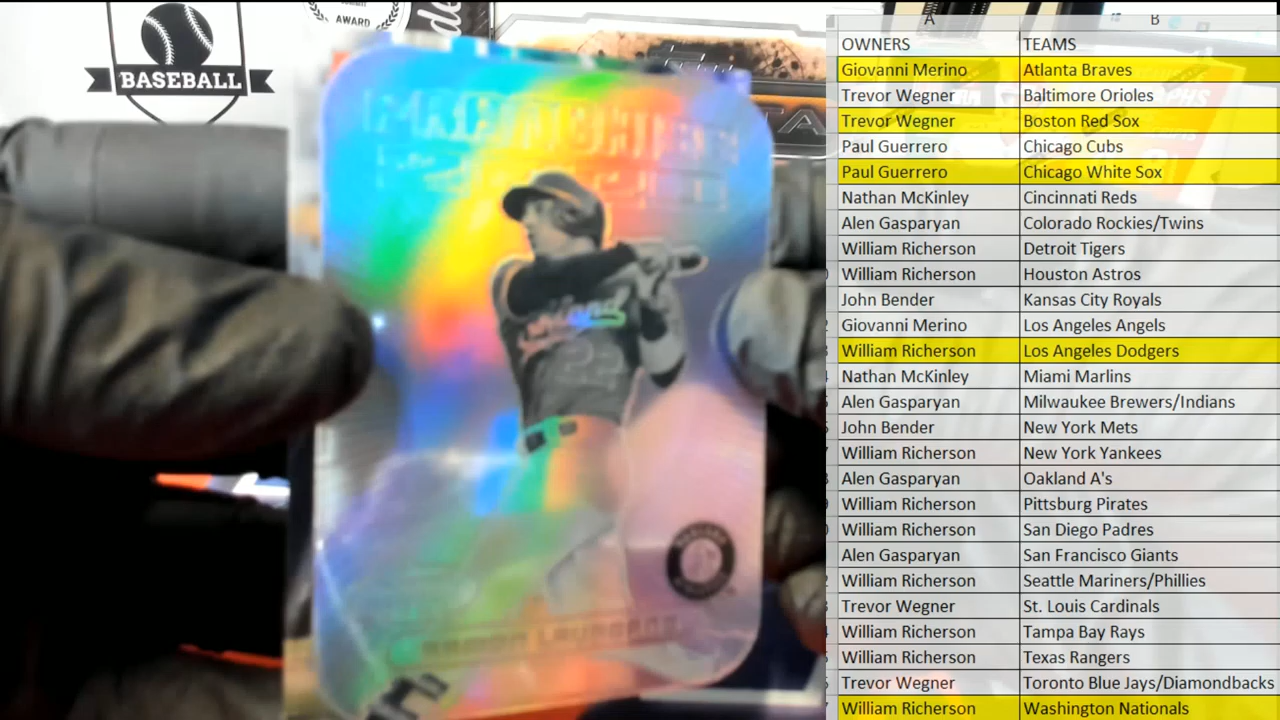 AWARD
BASEBALL
A B
OWNERS TEAMS
Giovanni Merino Atlanta Braves
Trevor Wegner Baltimore Orioles
Trevor Wegner Boston Red Sox
Paul Guerrero Chicago Cubs
Paul Guerrero Chicago White Sox
Nathan McKinley Cincinnati Reds
Alen Gasparyan Colorado Rockies/Twins
William Richerson Detroit Tigers
William Richerson Houston Astros
John Bender Kansas City Royals
Giovanni Merino Los Angeles Angels
William Richerson Los Angeles Dodgers
Nathan McKinley Miami Marlins
Alen Gasparyan Milwaukee Brewers/Indians
John Bender New York Mets
William Richerson New York Yankees
Alen Gasparyan Oakland A's
William Richerson Pittsburg Pirates
William Richerson San Diego Padres
Alen Gasparyan San Francisco Giants
William Richerson Seattle Mariners/Phillies
Trevor Wegner St. Louis Cardinals
William Richerson Tampa Bay Rays
William Richerson Texas Rangers
Trevor Wegner Toronto Blue Jays/Diamondbacks
William Richerson Washington Nationals
22